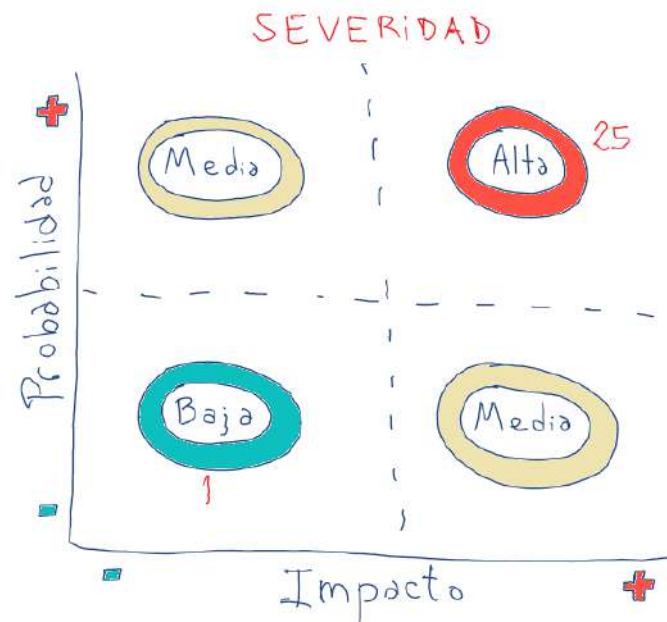 SEVERiDAD
+
Media
Alta
25
Probabilidad
Baja
Media
1
-
-
Impacto
+